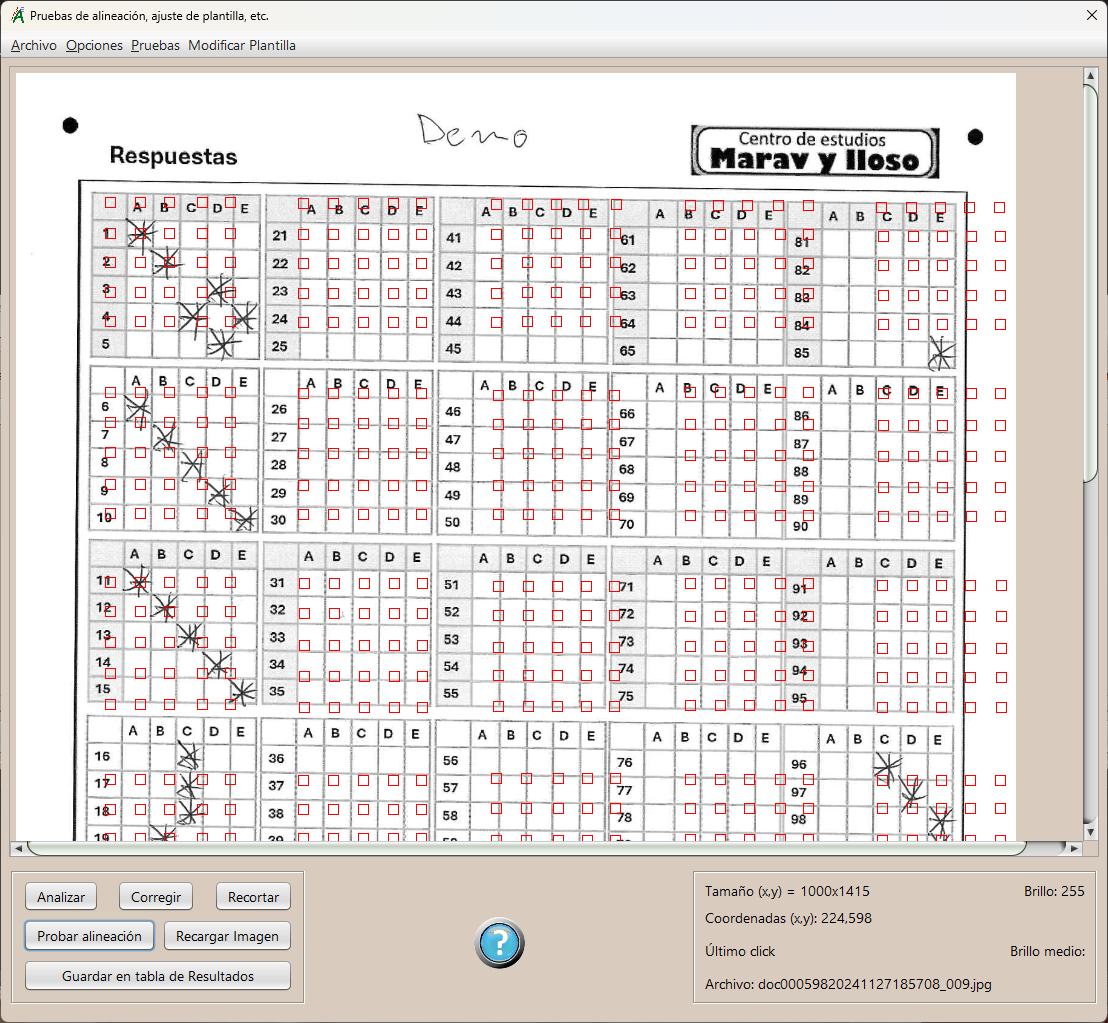 Pruebas de alineación, ajuste de plantilla, etc.
Archivo Opciones Pruebas Modificar Plantilla
Demo
Respuestas
Centro de estudios
Marav y lloso
A B C D E A B C D E A B C D E A B C D E A B C D E
1 21 41 61 81
2 22 42 62 82
3 23 43 63 83
4 24 44 64 84
5 25 45 65 85
A B C D E A B C D E A B C D E A B C D E A B C D E
6 26 46 66 86
7 27 47 67 87
8 28 48 68 88
9 29 49 69 89
10 30 50 70 90
A B C D E A B C D E A B C D E A B C D E A B C D E
11 31 51 71 91
12 32 52 72 92
13 33 53 73 93
14 34 54 74 94
15 35 55 75 95
A B C D E A B C D E A B C D E A B C D E A B C D E
16 36 56 76 96
17 37 57 77 97
18 38 58 78 98
19 39
Analizar Corregir Recortar
Probar alineación Recargar Imagen
Guardar en tabla de Resultados
?
Tamaño (x,y) = 1000x1415 Brillo: 255
Coordenadas (x,y): 224,598
Último click Brillo medio:
Archivo: doc00059820241127185708_009.jpg